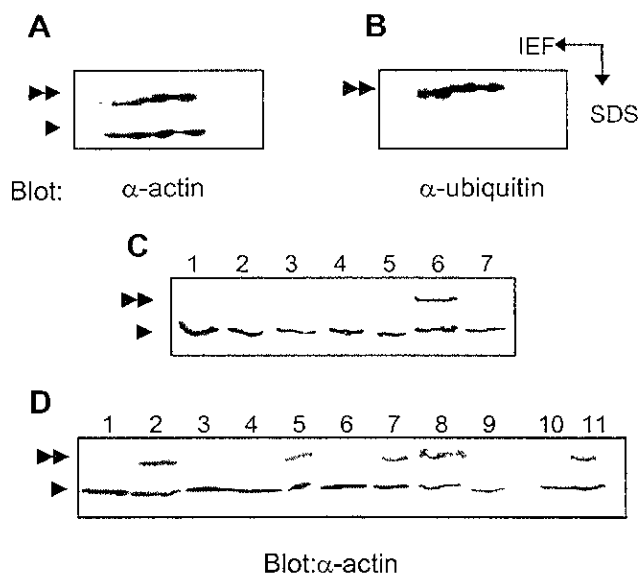 A
B
IEF
SDS
Blot: α-actin α-ubiquitin
C
1 2 3 4 5 6 7
D
1 2 3 4 5 6 7 8 9 10 11
Blot:α-actin